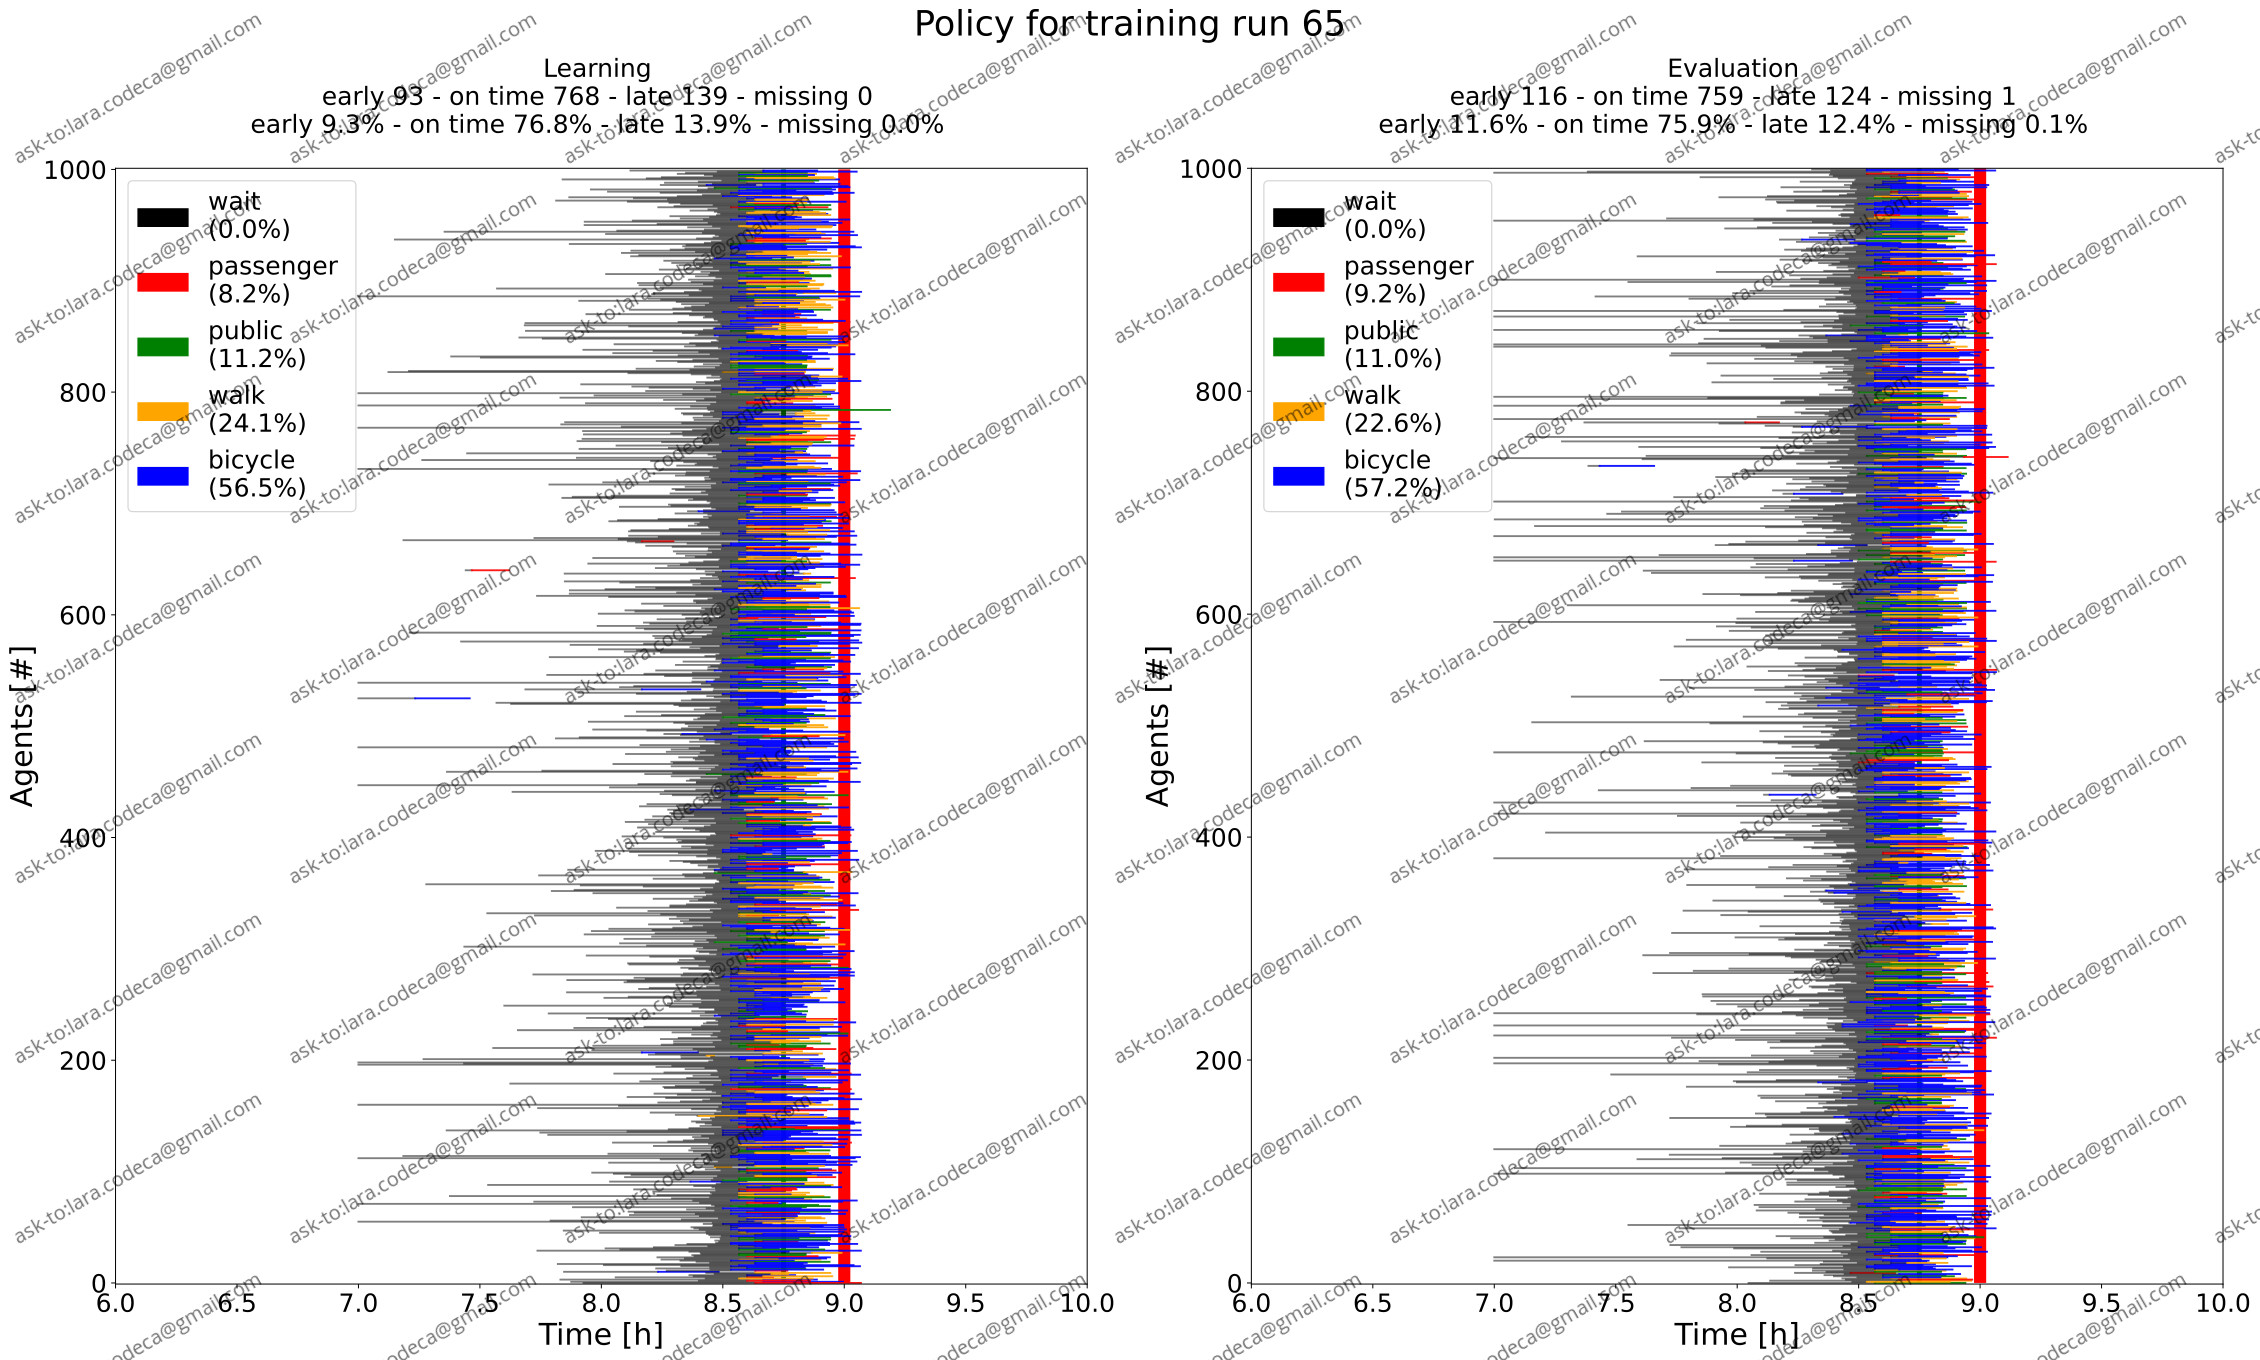 Policy for training run 65
Learning
early 93 - on time 768 - late 139 - missing 0
early 9.3% - on time 76.8% - late 13.9% - missing 0.0%
1000
800
600
400
200
0
Agents [#]
wait
(0.0%)
passenger
(8.2%)
public
(11.2%)
walk
(24.1%)
bicycle
(56.5%)
6.0 6.5 7.0 7.5 8.0 8.5 9.0 9.5 10.0
Time [h]
Evaluation
early 116 - on time 759 - late 124 - missing 1
early 11.6% - on time 75.9% - late 12.4% - missing 0.1%
1000
800
600
400
200
0
Agents [#]
wait
(0.0%)
passenger
(9.2%)
public
(11.0%)
walk
(22.6%)
bicycle
(57.2%)
6.0 6.5 7.0 7.5 8.0 8.5 9.0 9.5 10.0
Time [h]
ask-to:lara.codeca@gmail.com